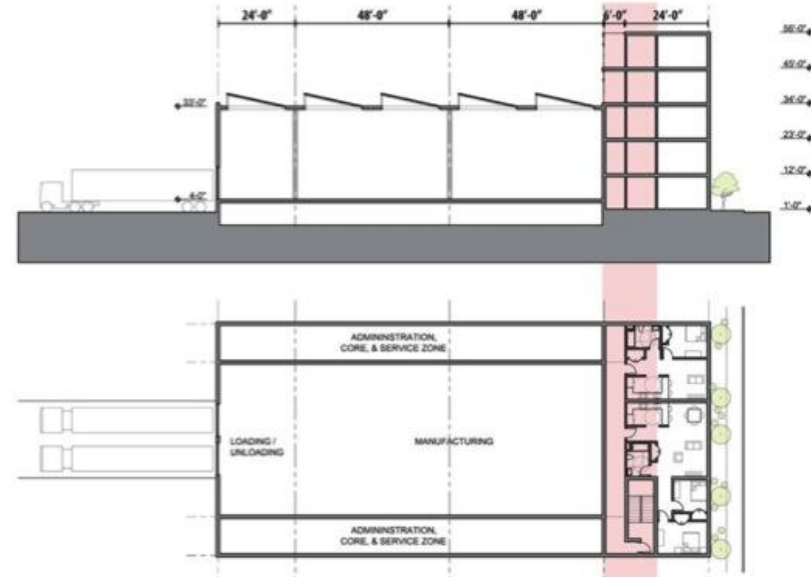 24'-0" 48'-0" 48'-0" 6'-0" 24'-0"
56'-0"
45'-0"
34'-0"
33'-0"
23'-0"
12'-0"
4'-0"
1'-0"
ADMININSTRATION,
CORE, & SERVICE ZONE
LOADING /
UNLOADING
MANUFACTURING
ADMININSTRATION,
CORE, & SERVICE ZONE